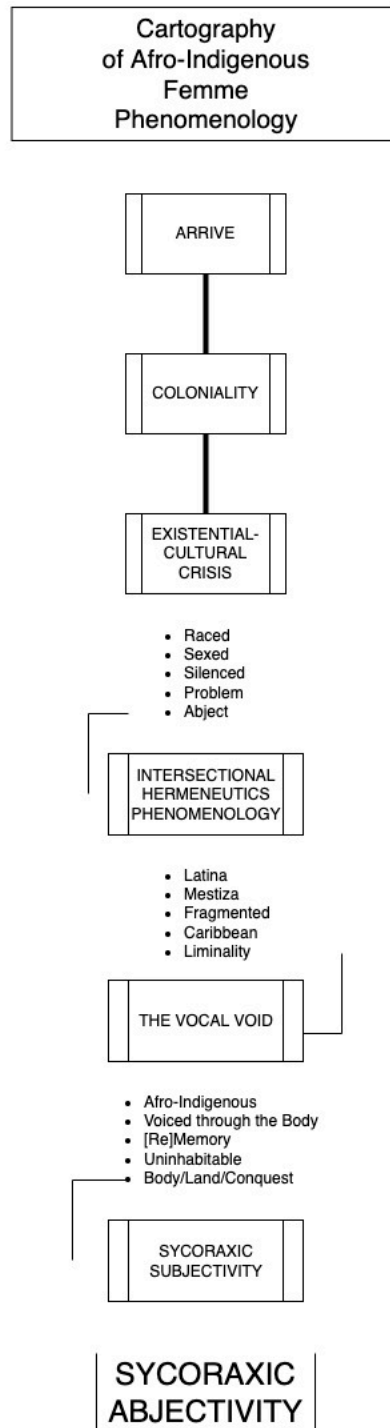 Cartography
of Afro-Indigenous
Femme
Phenomenology
ARRIVE
COLONIALITY
EXISTENTIAL-
CULTURAL
CRISIS
• Raced
• Sexed
• Silenced
• Problem
• Abject
INTERSECTIONAL
HERMENEUTICS
PHENOMENOLOGY
• Latina
• Mestiza
• Fragmented
• Caribbean
• Liminality
THE VOCAL VOID
• Afro-Indigenous
• Voiced through the Body
• [Re]Memory
• Uninhabitable
• Body/Land/Conquest
SYCORAXIC
SUBJECTIVITY
SYCORAXIC
ABJECTIVITY